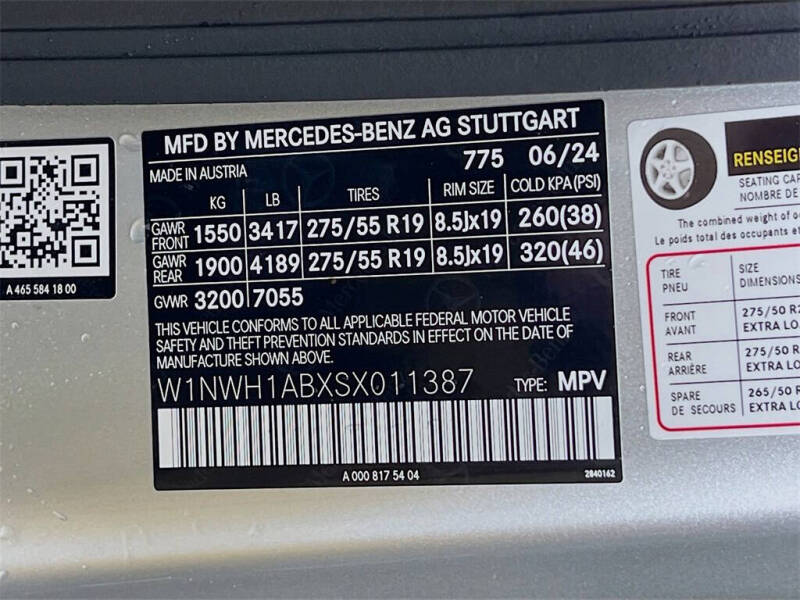 A 465 584 18 00
MFD BY MERCEDES-BENZ AG STUTTGART
MADE IN AUSTRIA 775 06/24
KG LB TIRES RIM SIZE COLD KPA(PSI)
GAWR FRONT 1550 3417 275/55 R19 8.5Jx19 260(38)
GAWR REAR 1900 4189 275/55 R19 8.5Jx19 320(46)
GVWR 3200 7055
THIS VEHICLE CONFORMS TO ALL APPLICABLE FEDERAL MOTOR VEHICLE
SAFETY AND THEFT PREVENTION STANDARDS IN EFFECT ON THE DATE OF
MANUFACTURE SHOWN ABOVE.
W1NWH1ABXSX011387 TYPE: MPV
A 000 817 54 04 2840162
RENSEIG
SEATING CAP
NOMBRE DE
The combined weight of o
Le poids total des occupants et
TIRE SIZE
PNEU DIMENSIONS
FRONT 275/50 R2
AVANT EXTRA LO
REAR 275/50 R
ARRIÈRE EXTRA LO
SPARE 265/50 R
DE SECOURS EXTRA LO